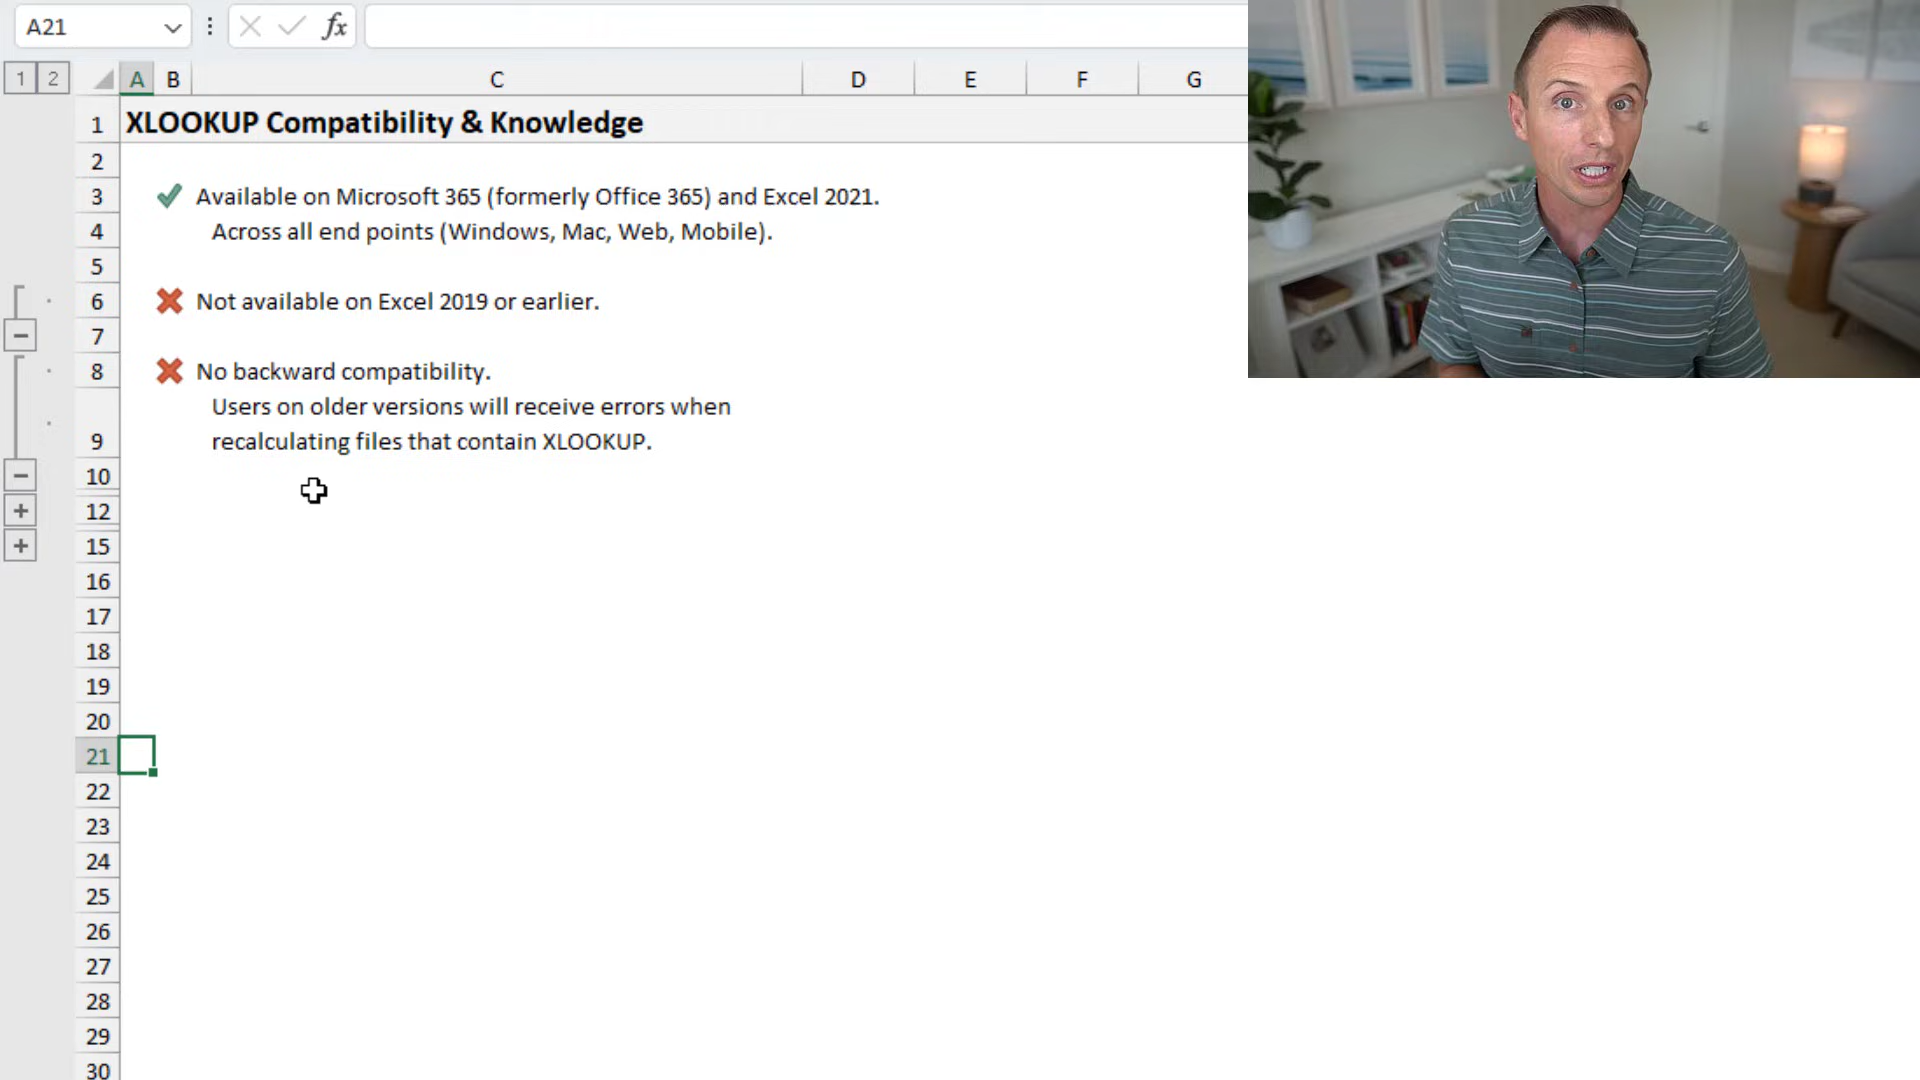 A21
fx
1 2
A B C D E F G
1 XLOOKUP Compatibility & Knowledge
2
3 Available on Microsoft 365 (formerly Office 365) and Excel 2021.
4 Across all end points (Windows, Mac, Web, Mobile).
5
6 Not available on Excel 2019 or earlier.
7
8 No backward compatibility.
Users on older versions will receive errors when
9 recalculating files that contain XLOOKUP.
10
12
15
16
17
18
19
20
21
22
23
24
25
26
27
28
29
30